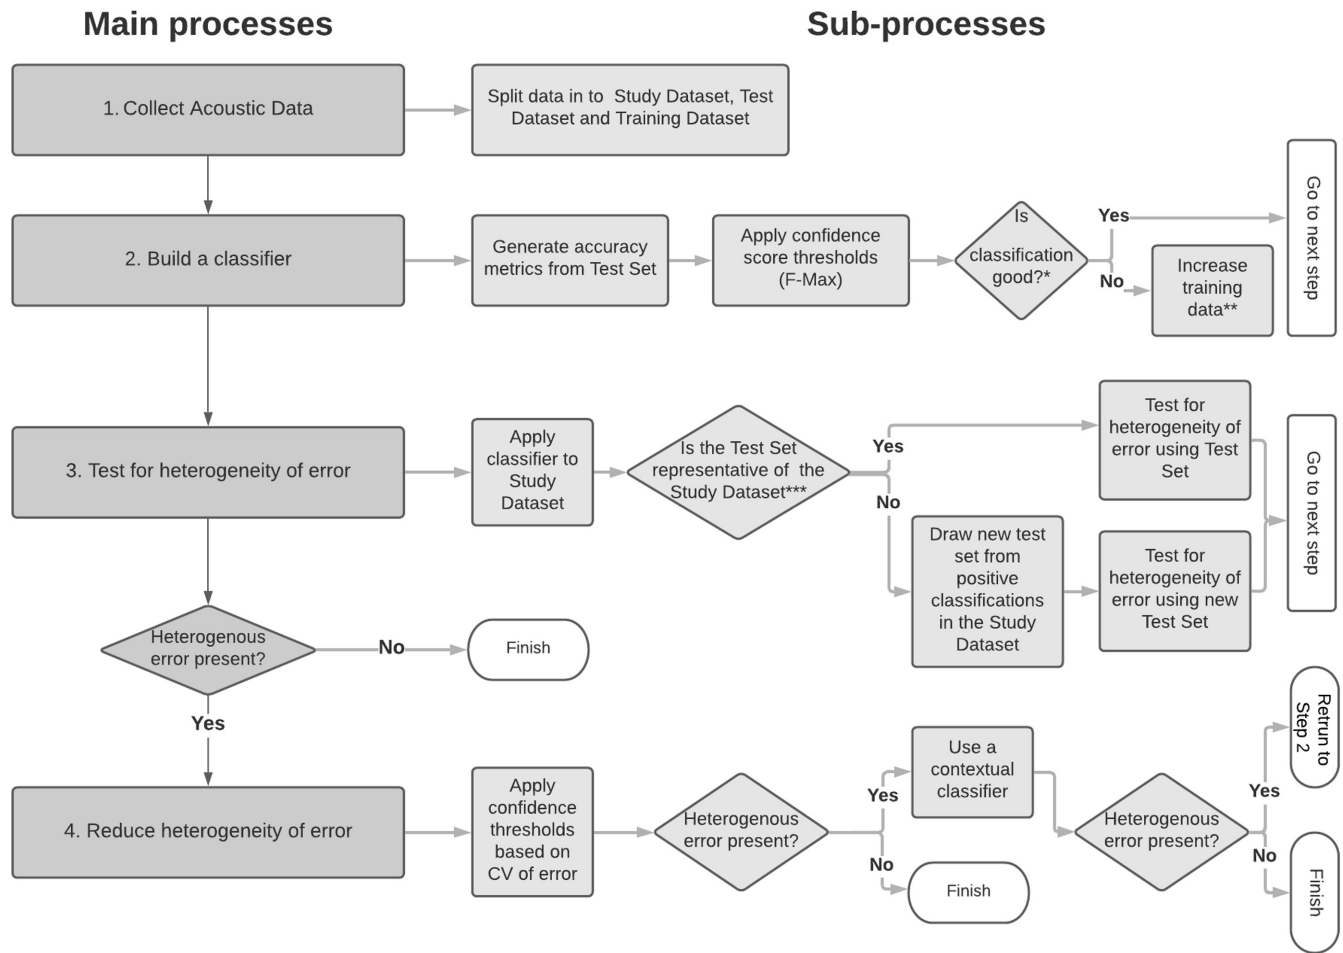 Main processes
Sub-processes
1. Collect Acoustic Data
Split data in to Study Dataset, Test
Dataset and Training Dataset
2. Build a classifier
Generate accuracy
metrics from Test Set
Apply confidence
score thresholds
(F-Max)
Is
classification
good?*
Yes
No
Increase
training
data**
Go to next step
3. Test for heterogeneity of error
Apply
classifier to
Study
Dataset
Is the Test Set
representative of the
Study Dataset***
Yes
No
Test for
heterogeneity of
error using Test
Set
Draw new test
set from
positive
classifications
in the Study
Dataset
Test for
heterogeneity of
error using new
Test Set
Go to next step
Heterogenous
error present?
No
Finish
Yes
4. Reduce heterogeneity of error
Apply
confidence
thresholds
based on
CV of error
Heterogenous
error present?
Yes
No
Use a
contextual
classifier
Finish
Heterogenous
error present?
Yes
No
Retrun to
Step 2
Finish